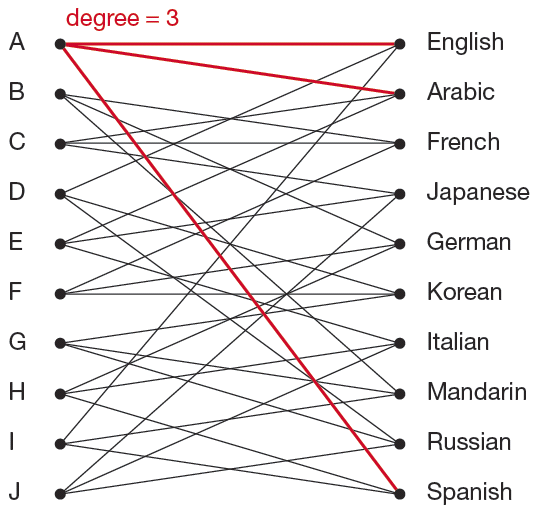 degree = 3
A English
B Arabic
C French
D Japanese
E German
F Korean
G Italian
H Mandarin
I Russian
J Spanish